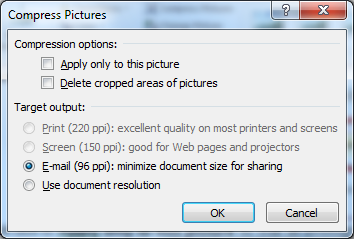 Compress Pictures
?
Compression options:
Apply only to this picture
Delete cropped areas of pictures
Target output:
Print (220 ppi): excellent quality on most printers and screens
Screen (150 ppi): good for Web pages and projectors
E-mail (96 ppi): minimize document size for sharing
Use document resolution
OK Cancel